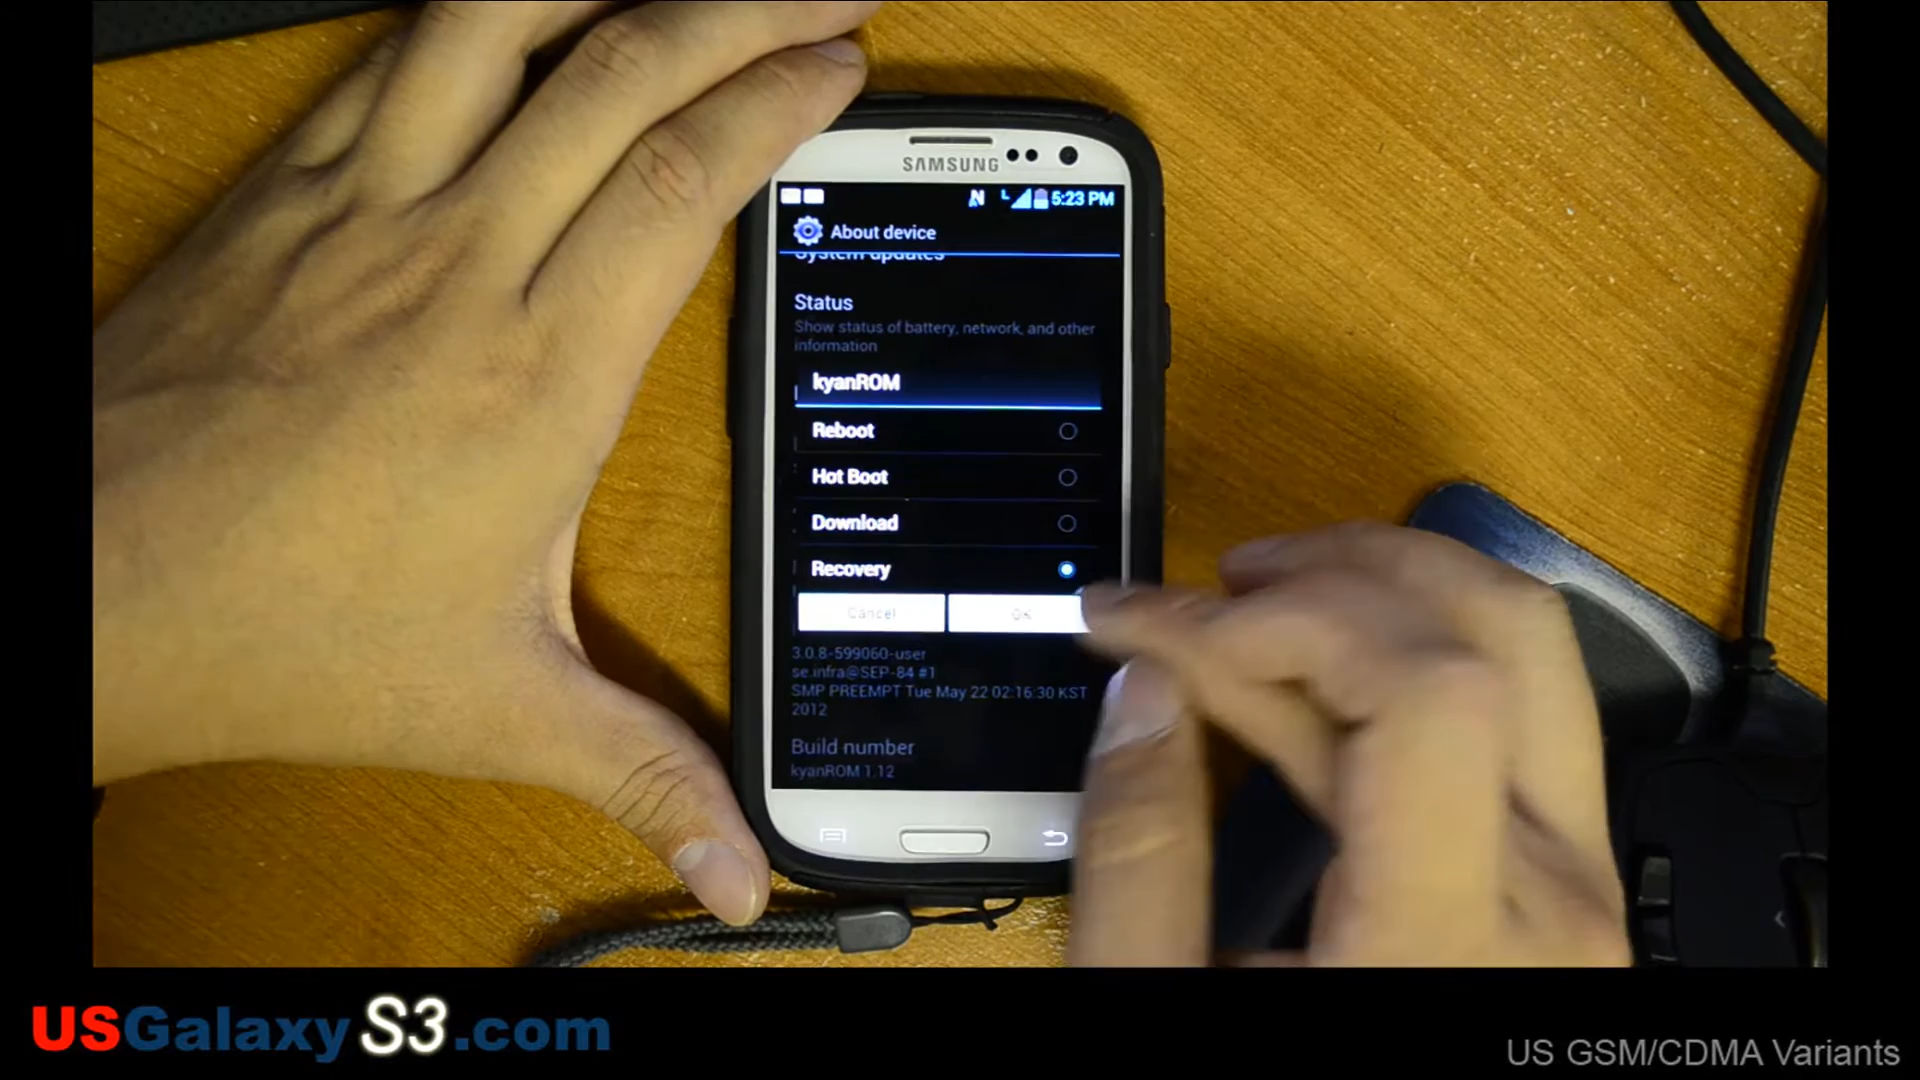 SAMSUNG
N
5:23 PM
About device
System updates
Status
Show status of battery, network, and other
information
kyanROM
Reboot
Hot Boot
Download
Recovery
Cancel
OK
3.0.8-599060-user
se.infra@SEP-84 #1
SMP PREEMPT Tue May 22 02:16:30 KST
2012
Build number
kyanROM 1.12
USGalaxyS3.com
US GSM/CDMA Variants